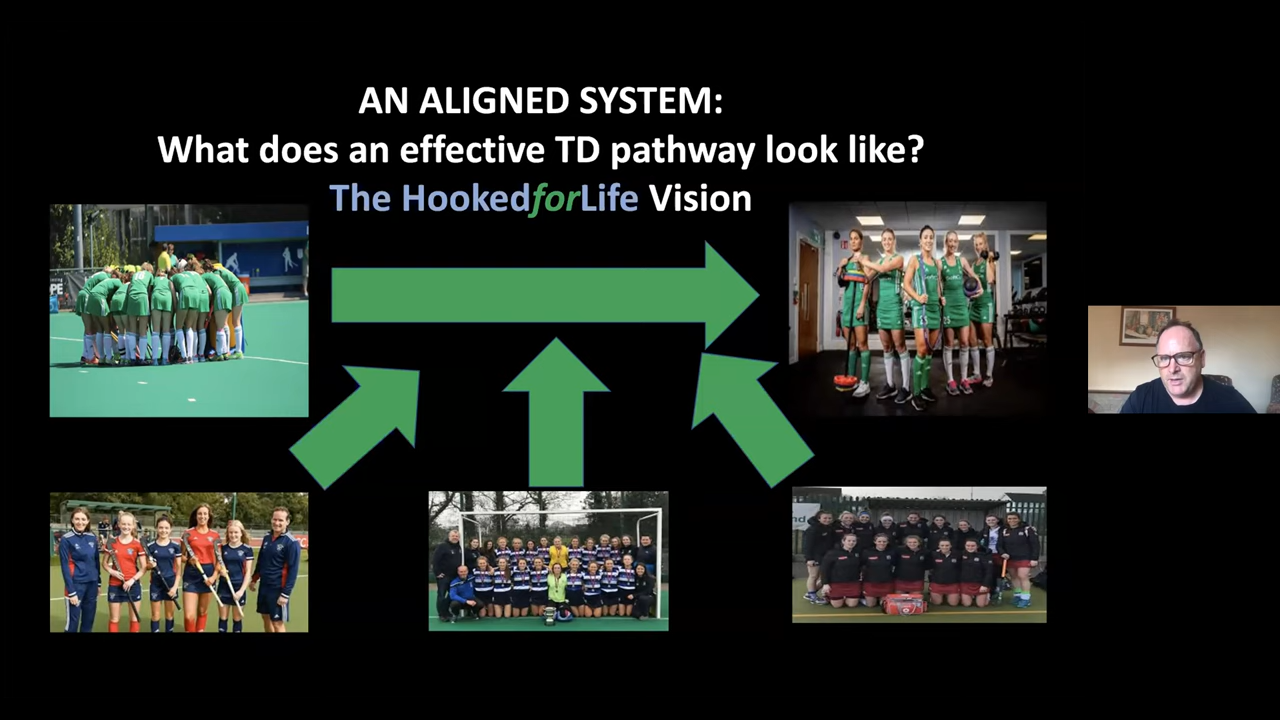 AN ALIGNED SYSTEM:
What does an effective TD pathway look like?
The HookedforLife Vision